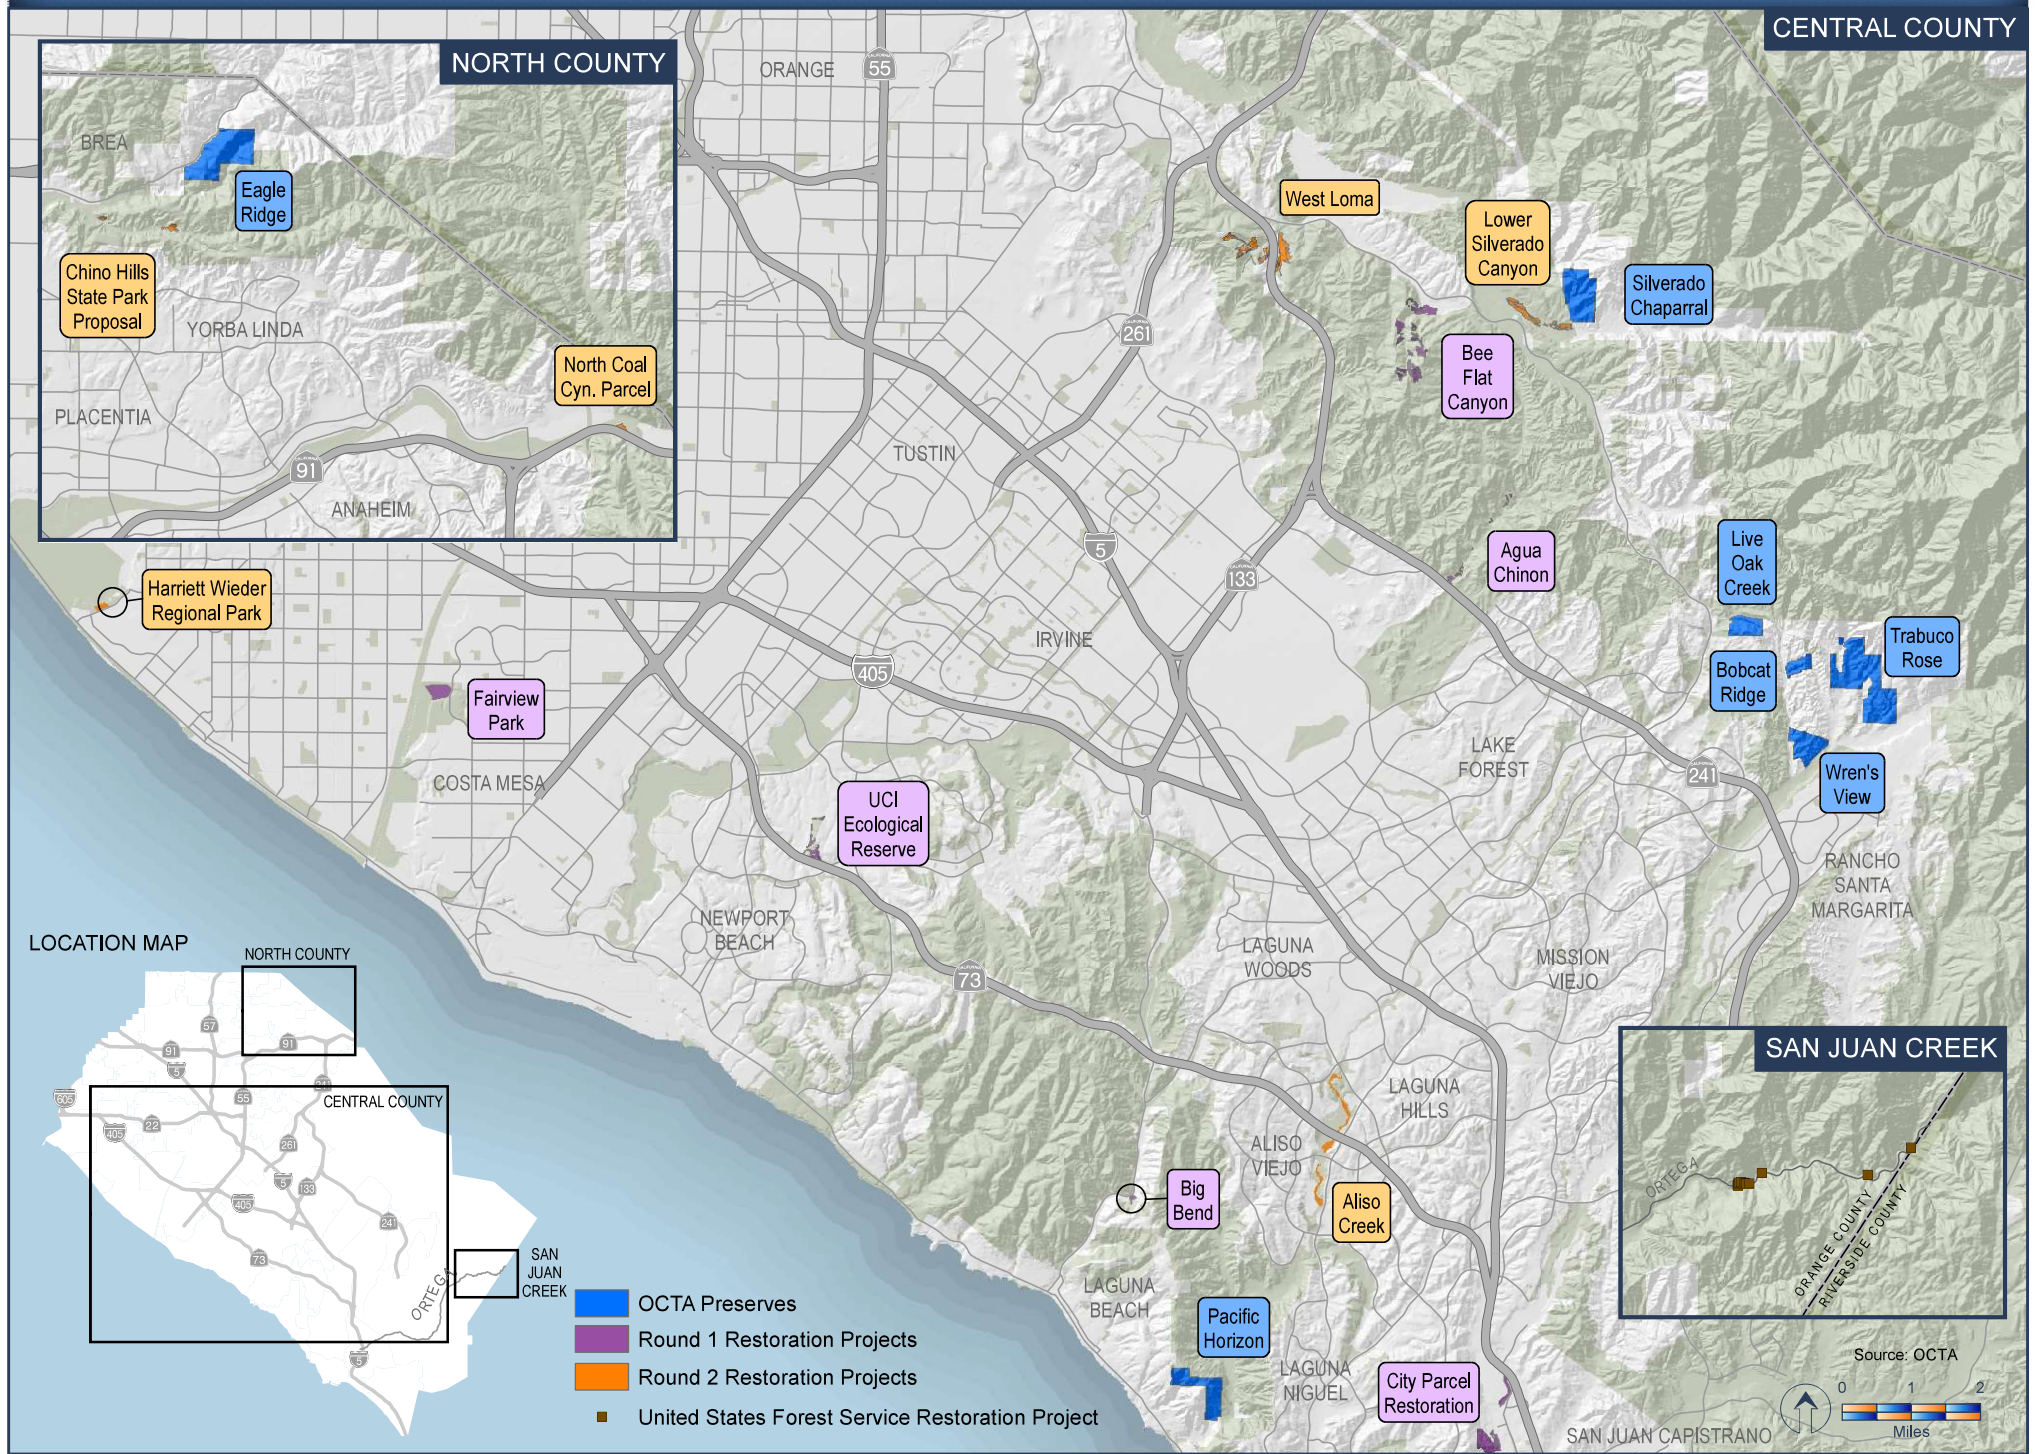 CENTRAL COUNTY
NORTH COUNTY
BREA
Eagle
Ridge
Chino Hills
State Park
Proposal
YORBA LINDA
North Coal
Cyn. Parcel
PLACENTIA
CALIFORNIA
91
ANAHEIM
ORANGE
CALIFORNIA
55
West Loma
Lower
Silverado
Canyon
Silverado
Chaparral
CALIFORNIA
261
Bee
Flat
Canyon
TUSTIN
5
CALIFORNIA
133
Agua
Chinon
Live
Oak
Creek
Harriett Wieder
Regional Park
IRVINE
Trabuco
Rose
Bobcat
Ridge
405
Fairview
Park
COSTA MESA
LAKE
FOREST
CALIFORNIA
241
Wren's
View
UCI
Ecological
Reserve
RANCHO
SANTA
MARGARITA
NEWPORT
BEACH
LAGUNA
WOODS
MISSION
VIEJO
CALIFORNIA
73
LAGUNA
HILLS
ALISO
VIEJO
Big
Bend
Aliso
Creek
LAGUNA
BEACH
Pacific
Horizon
LAGUNA
NIGUEL
City Parcel
Restoration
SAN JUAN CAPISTRANO
SAN JUAN CREEK
ORTEGA
ORANGE COUNTY
RIVERSIDE COUNTY
Source: OCTA
0 1 2
Miles
LOCATION MAP
NORTH COUNTY
57
91
91
5
241
605
55
CENTRAL COUNTY
22
405
261
5
133
405
241
73
SAN
JUAN
CREEK
ORTEGA
5
OCTA Preserves
Round 1 Restoration Projects
Round 2 Restoration Projects
United States Forest Service Restoration Project